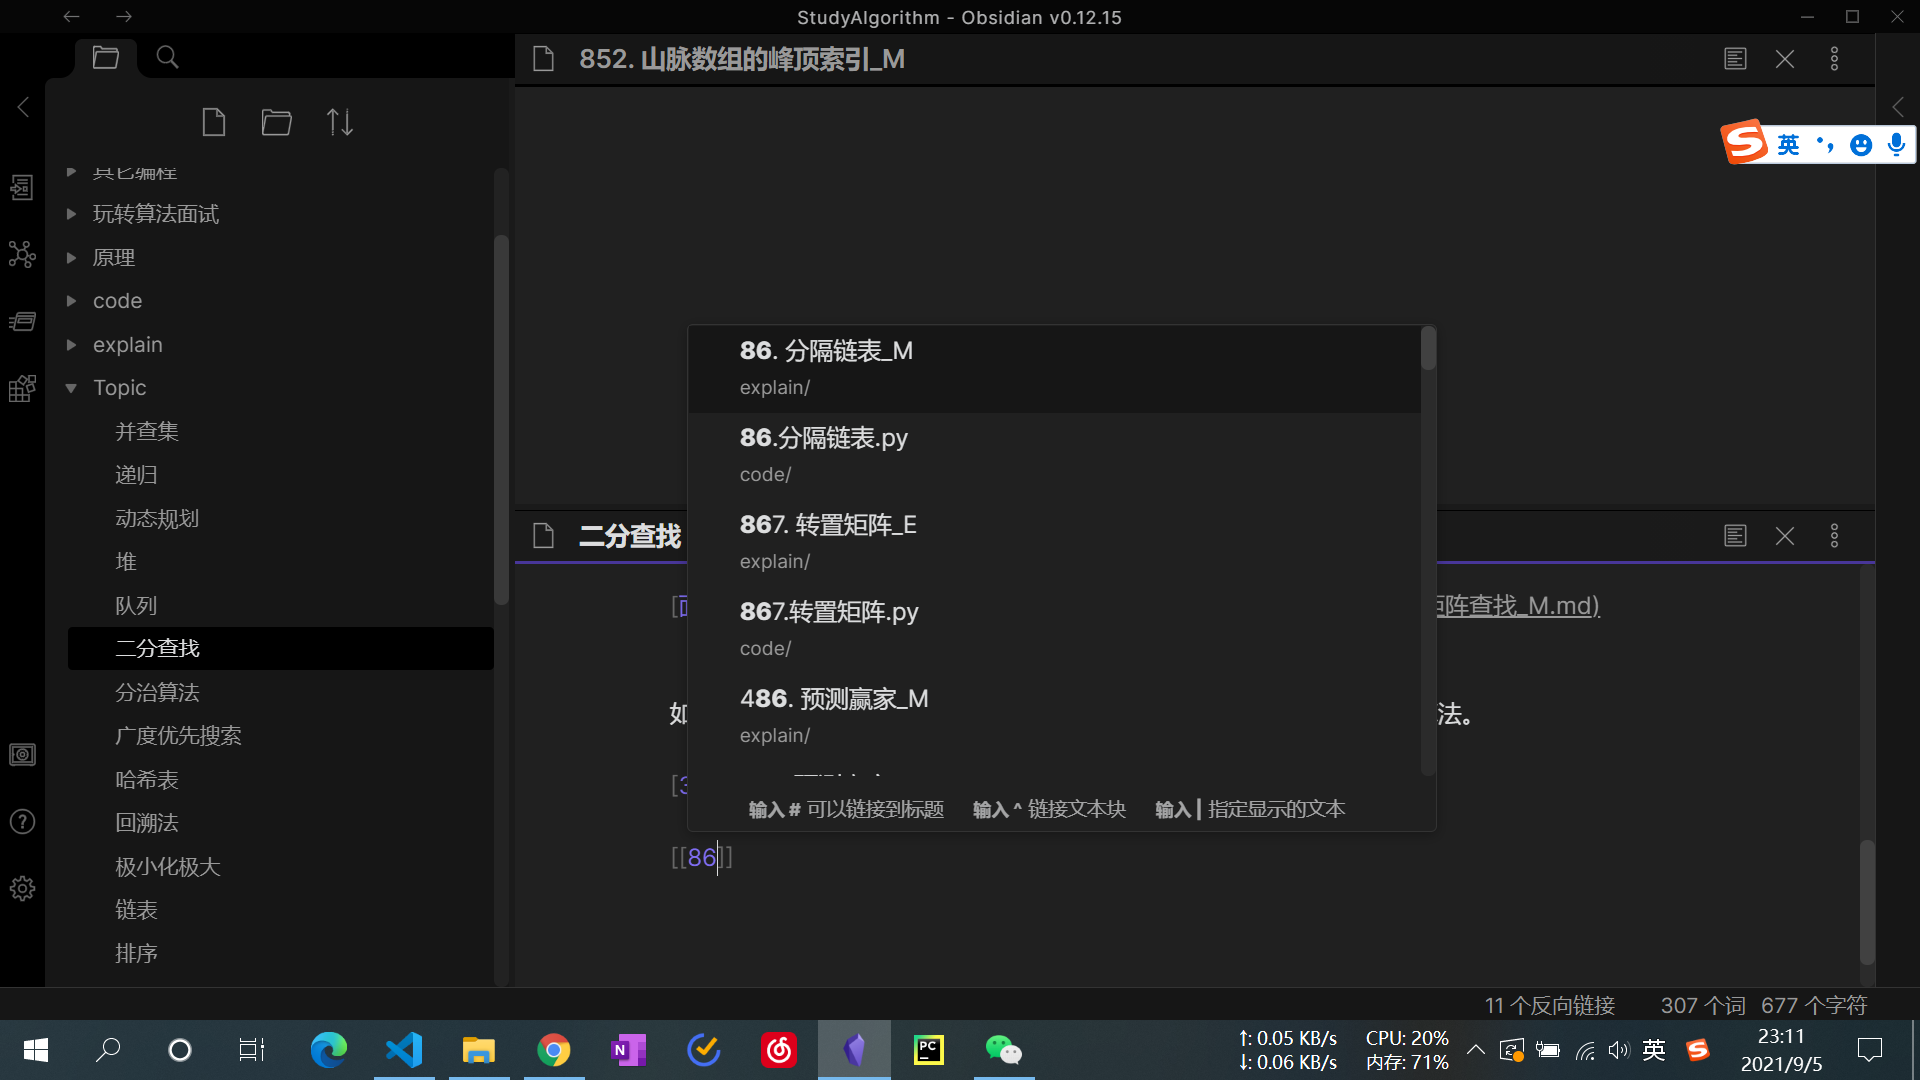 StudyAlgorithm - Obsidian v0.12.15
852. 山脉数组的峰顶索引_M
英
其它编程
玩转算法面试
原理
code
explain
Topic
并查集
递归
动态规划
堆
队列
二分查找
分治算法
广度优先搜索
哈希表
回溯法
极小化极大
链表
排序
86. 分隔链表_M
explain/
86.分隔链表.py
code/
867. 转置矩阵_E
explain/
867.转置矩阵.py
code/
486. 预测赢家_M
explain/
输入 # 可以链接到标题 输入 ^ 链接文本块 输入 | 指定显示的文本
二分查找
阵查找_M.md)
如
法。
[3
[[86]]
11 个反向链接 307 个词 677 个字符
↑: 0.05 KB/s CPU: 20%
↓: 0.06 KB/s 内存: 71%
英
23:11
2021/9/5